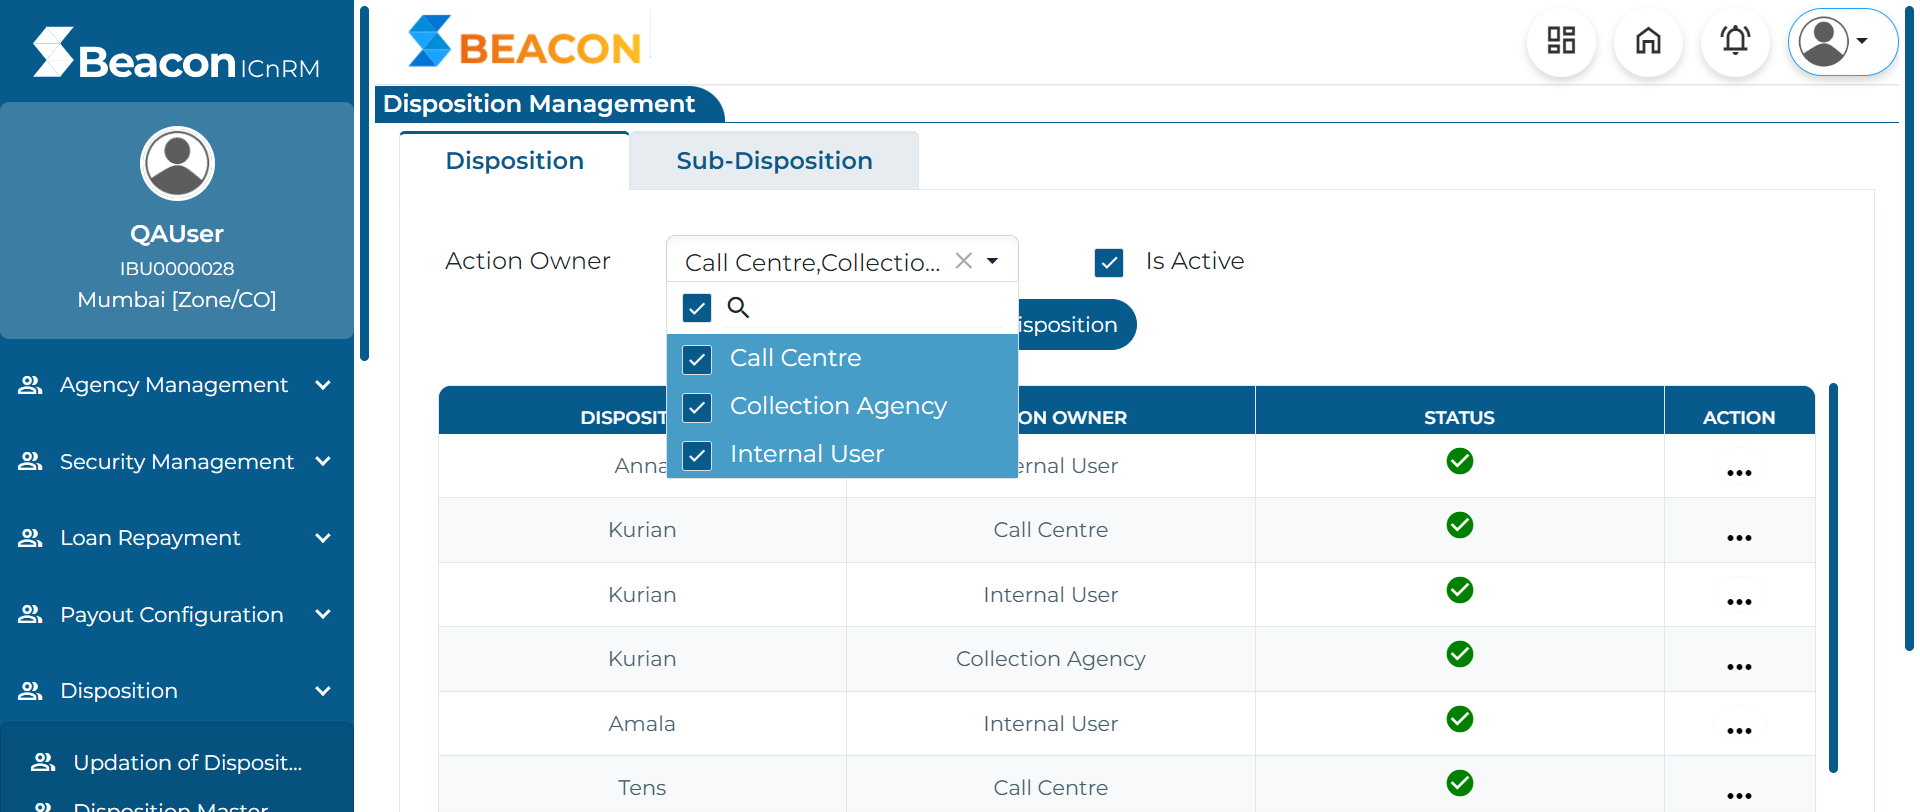 Beacon ICnRM
BEACON
Disposition Management
QAUser
IBU0000028
Mumbai [Zone/CO]
Agency Management
Security Management
Loan Repayment
Payout Configuration
Disposition
Updation of Disposit...
Disposition Master
Disposition
Sub-Disposition
Action Owner
Call Centre,Collectio...
Is Active
Call Centre
Collection Agency
Internal User
isposition
DISPOSIT ON OWNER STATUS ACTION
Anna ernal User
Kurian Call Centre
Kurian Internal User
Kurian Collection Agency
Amala Internal User
Tens Call Centre